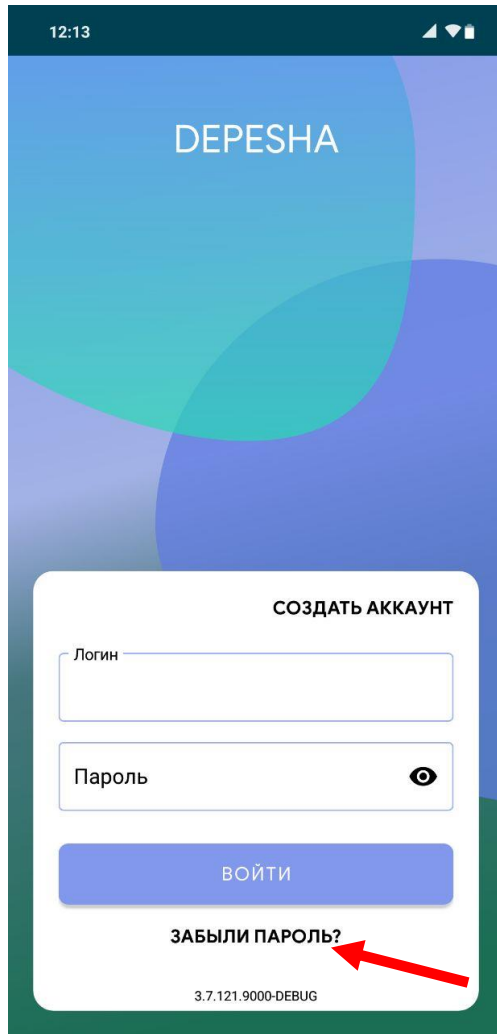 12:13
DEPESHA
СОЗДАТЬ АККАУНТ
Логин
Пароль
ВОЙТИ
ЗАБЫЛИ ПАРОЛЬ?
3.7.121.9000-DEBUG